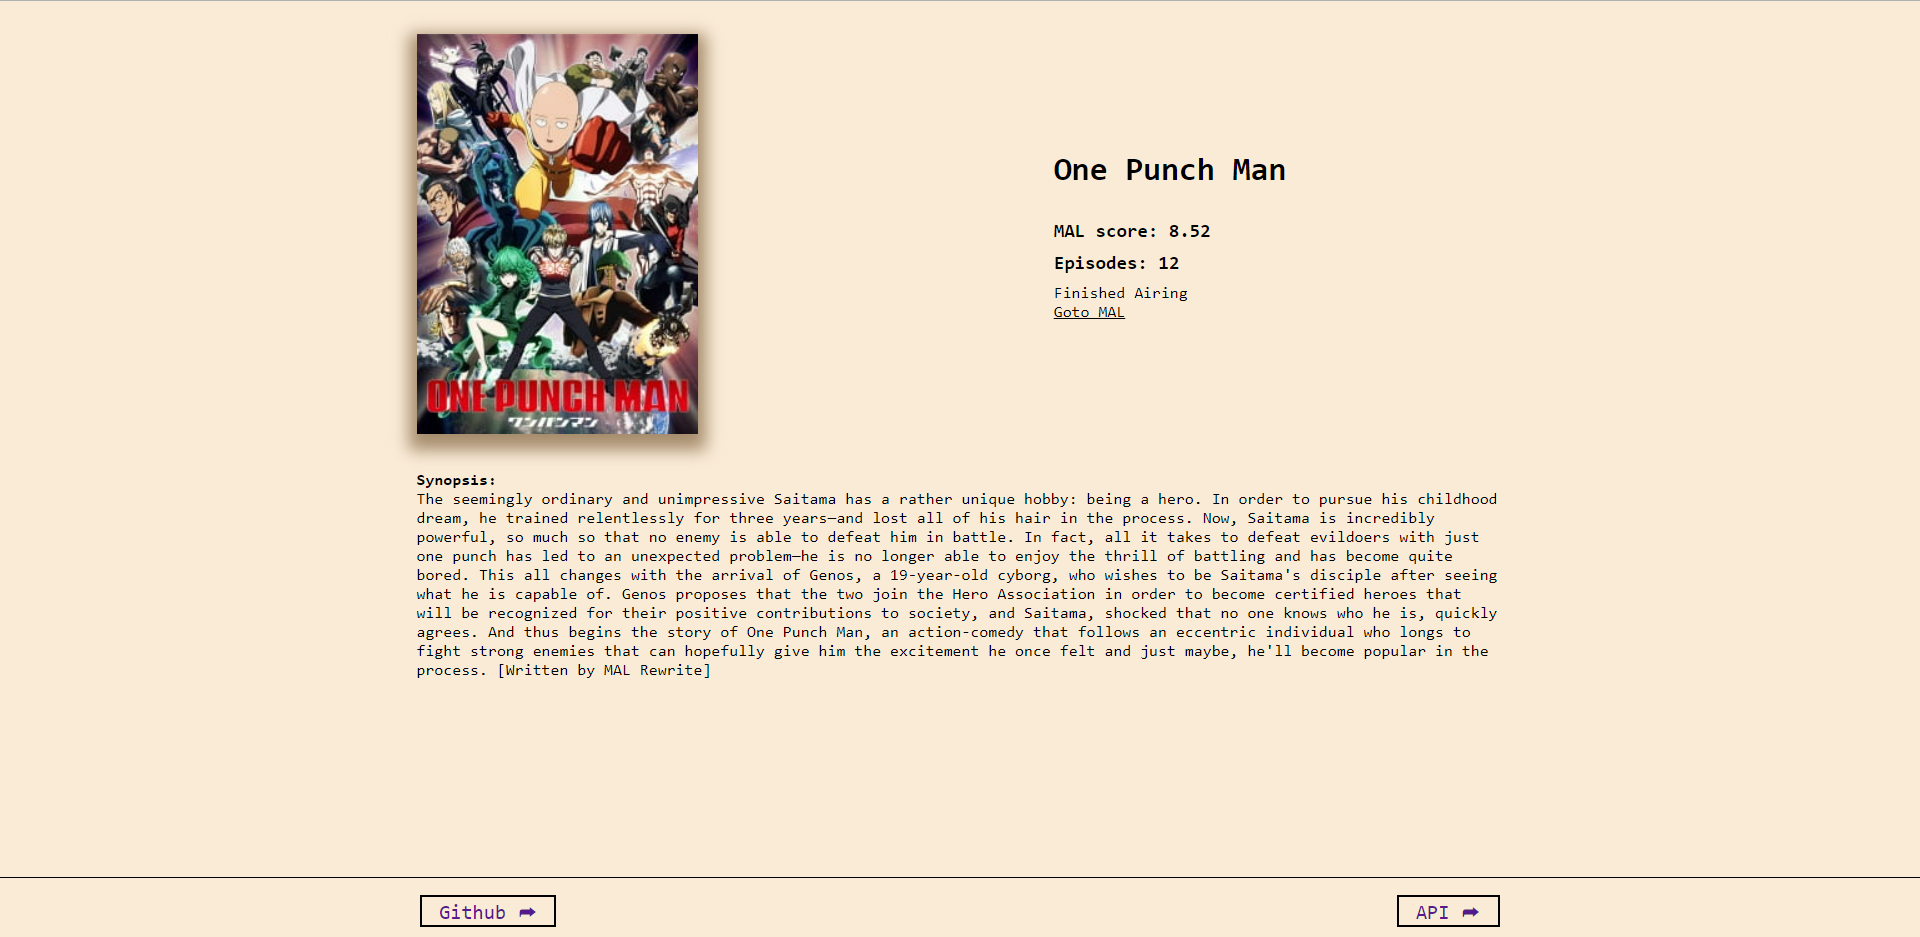 ONE PUNCH MAN
ワンパンマン
One Punch Man
MAL score: 8.52
Episodes: 12
Finished Airing
Goto MAL
Synopsis:
The seemingly ordinary and unimpressive Saitama has a rather unique hobby: being a hero. In order to pursue his childhood
dream, he trained relentlessly for three years—and lost all of his hair in the process. Now, Saitama is incredibly
powerful, so much so that no enemy is able to defeat him in battle. In fact, all it takes to defeat evildoers with just
one punch has led to an unexpected problem—he is no longer able to enjoy the thrill of battling and has become quite
bored. This all changes with the arrival of Genos, a 19-year-old cyborg, who wishes to be Saitama's disciple after seeing
what he is capable of. Genos proposes that the two join the Hero Association in order to become certified heroes that
will be recognized for their positive contributions to society, and Saitama, shocked that no one knows who he is, quickly
agrees. And thus begins the story of One Punch Man, an action-comedy that follows an eccentric individual who longs to
fight strong enemies that can hopefully give him the excitement he once felt and just maybe, he'll become popular in the
process. [Written by MAL Rewrite]
Github ➦
API ➦